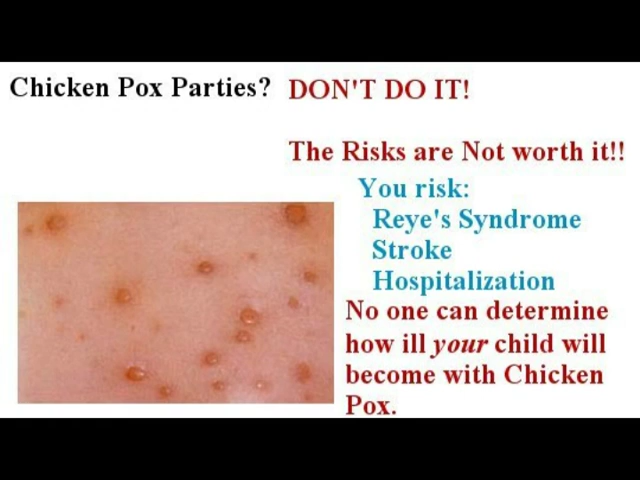 Chicken Pox Parties? DON'T DO IT!
The Risks are Not worth it!!
You risk:
Reye's Syndrome
Stroke
Hospitalization
No one can determine
how ill your child will
become with Chicken
Pox.